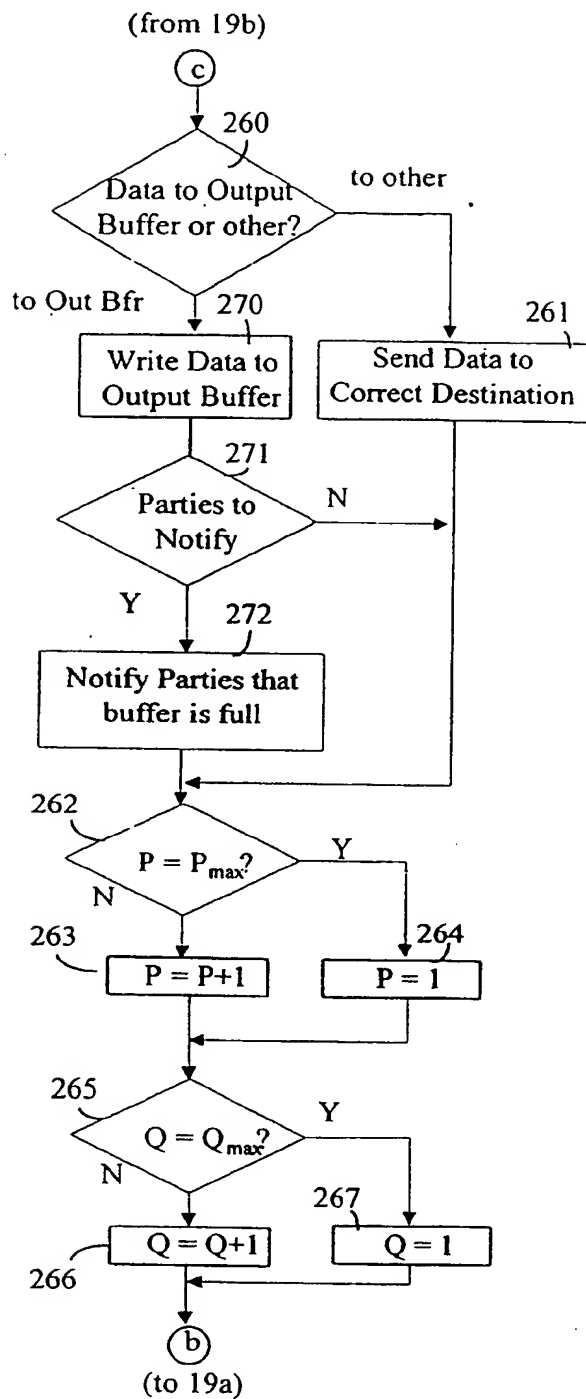 (from 19b)
c
260
Data to Output
Buffer or other?
to other
to Out Bfr
270
261
Write Data to
Output Buffer
Send Data to
Correct Destination
271
Parties to
Notify
N
Y
272
Notify Parties that
buffer is full
262
P = Pmax?
Y
N
263
264
P = P+1
P = 1
265
Q = Qmax?
Y
N
267
Q = Q+1
Q = 1
266
b
(to 19a)